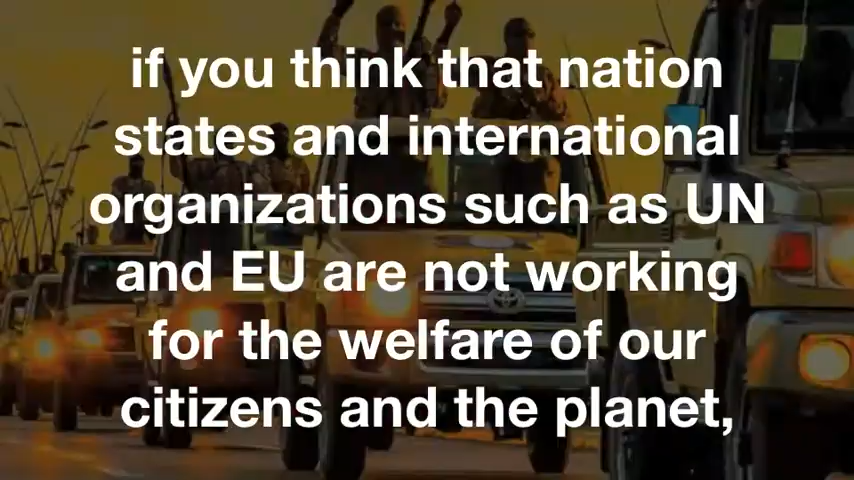 if you think that nation
states and international
organizations such as UN
and EU are not working
for the welfare of our
citizens and the planet,